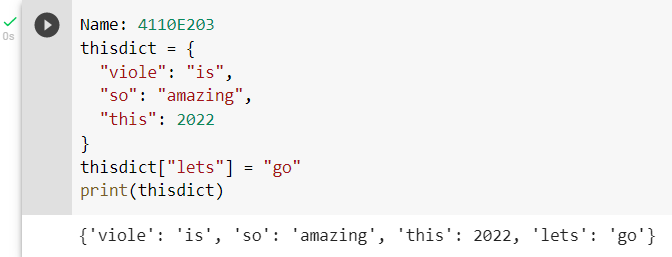 0s
Name: 4110E203
thisdict = {
  "viole": "is",
  "so": "amazing",
  "this": 2022
}
thisdict["lets"] = "go"
print(thisdict)
{'viole': 'is', 'so': 'amazing', 'this': 2022, 'lets': 'go'}